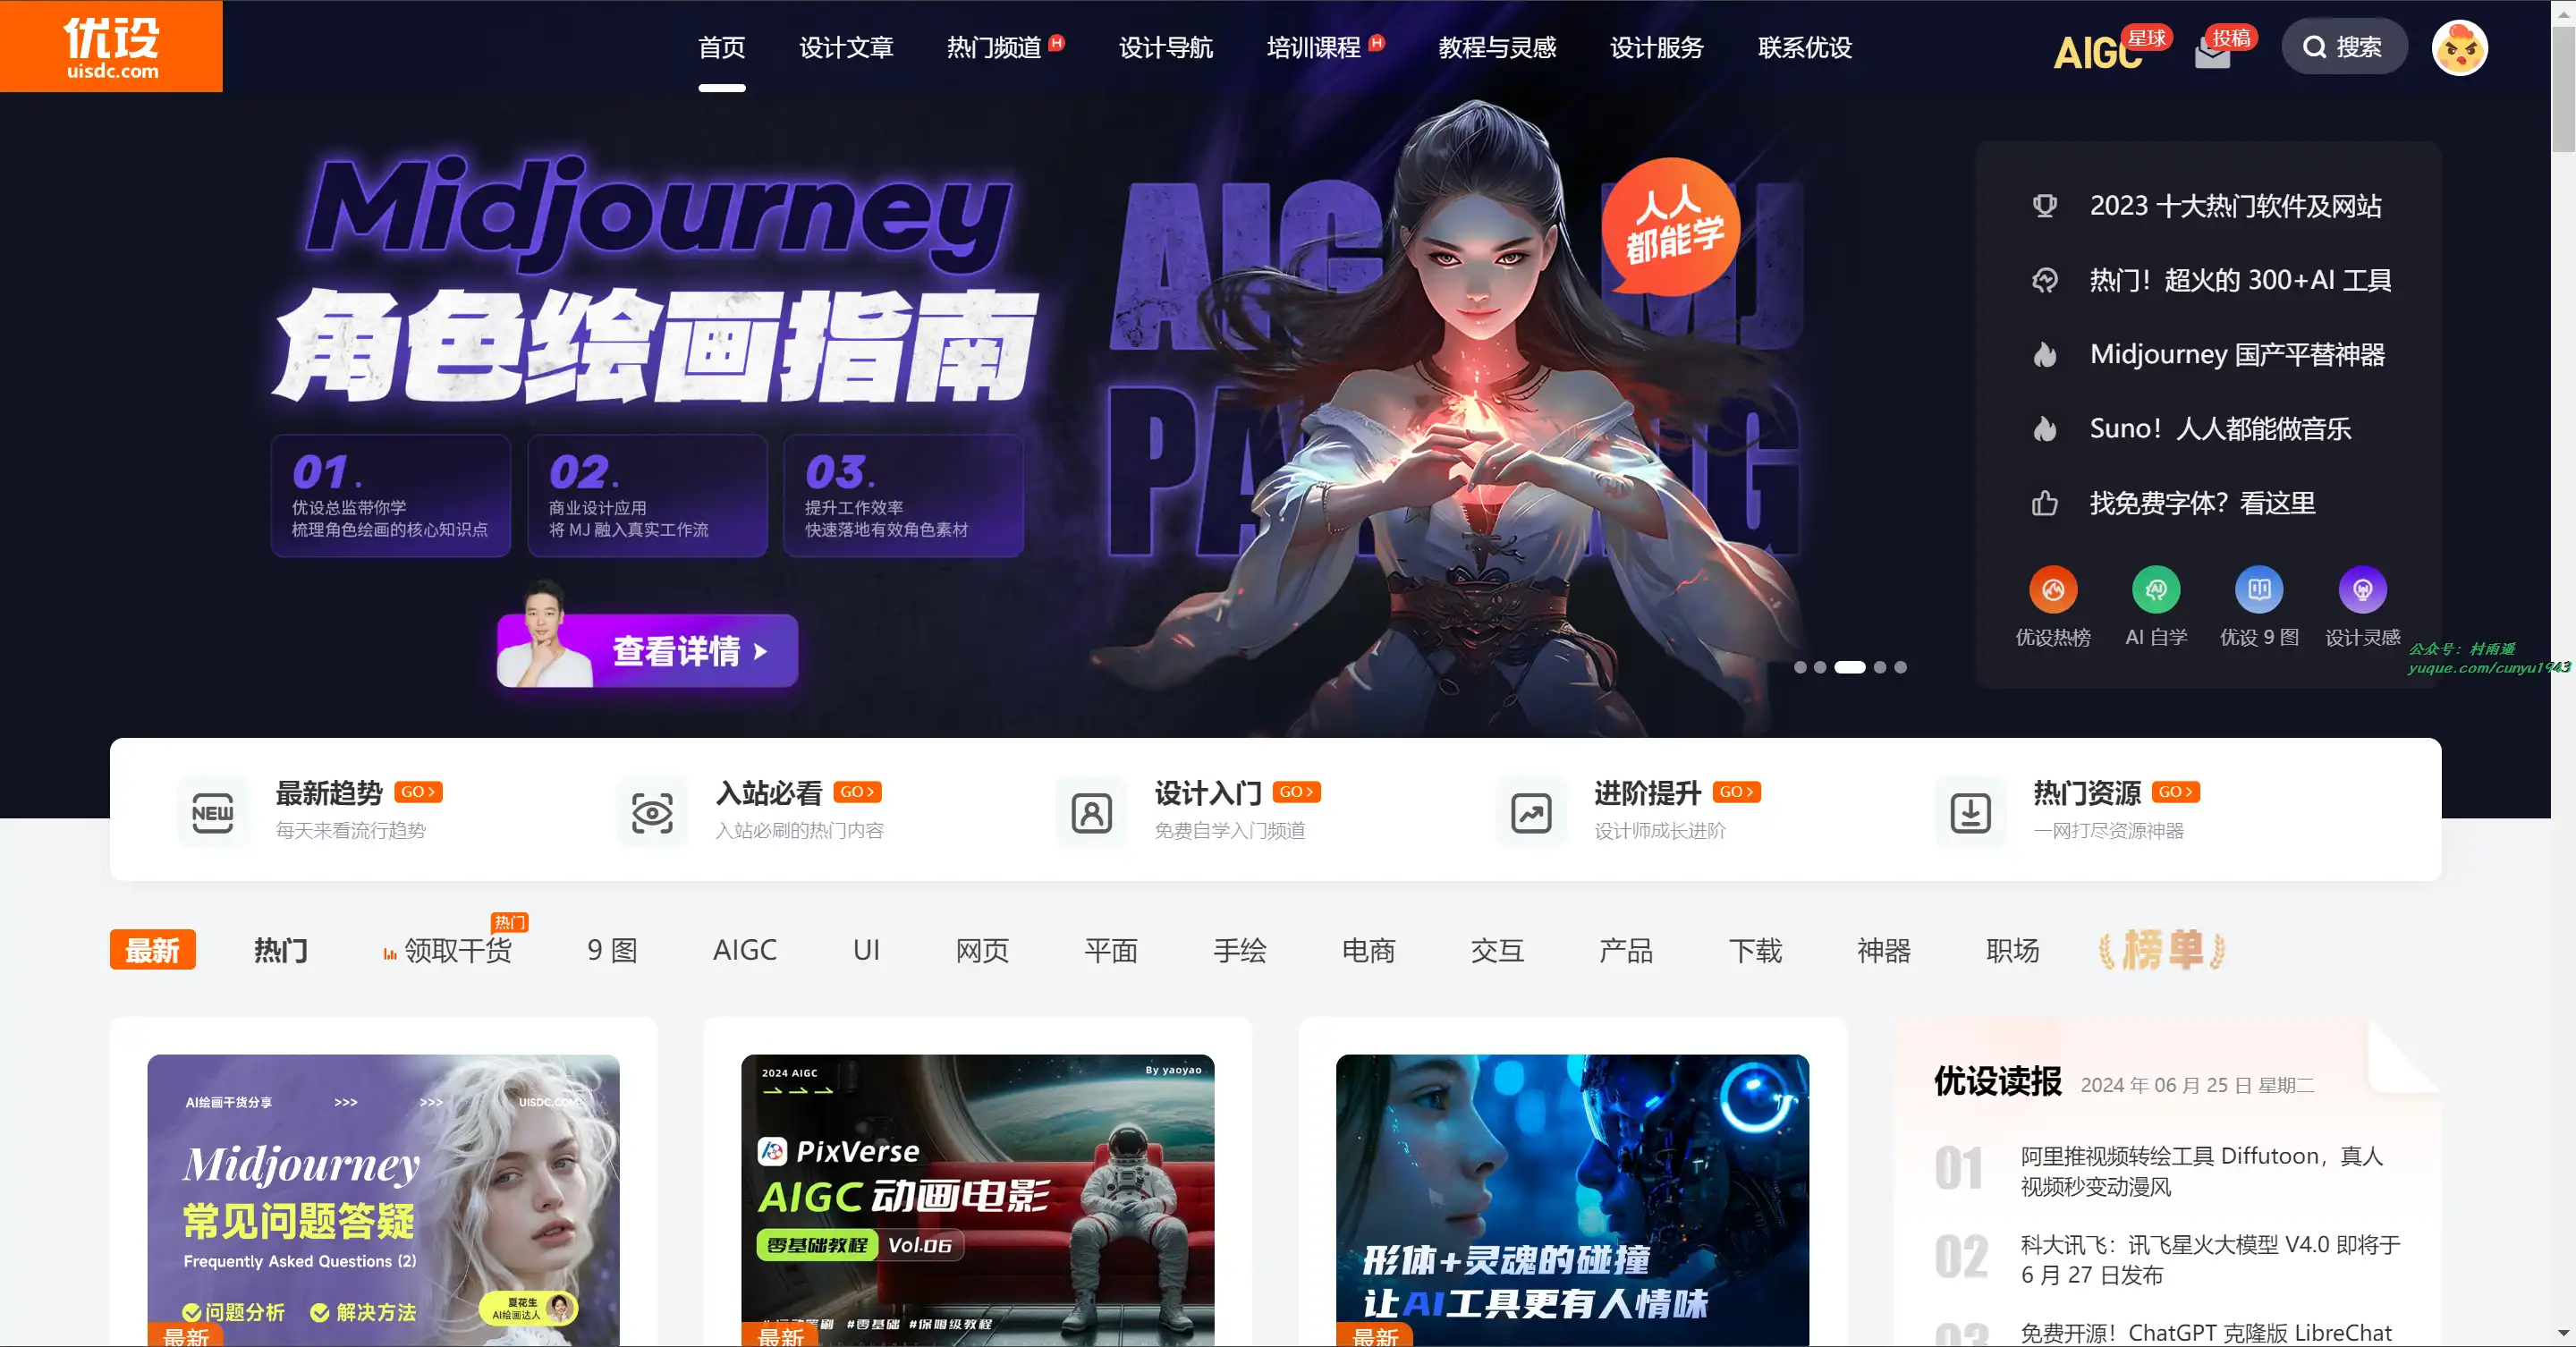 优设
uisdc.com
首页
设计文章
热门频道 H
设计导航
培训课程 H
教程与灵感
设计服务
联系优设
AIGC 星球
投稿
搜索
Midjourney
角色绘画指南
01.
优设总监带你学
梳理角色绘画的核心知识点
02.
商业设计应用
将 MJ 融入真实工作流
03.
提升工作效率
快速落地有效角色素材
查看详情
人人
都能学
2023 十大热门软件及网站
热门！超火的 300+AI 工具
Midjourney 国产平替神器
Suno！人人都能做音乐
找免费字体？看这里
优设热榜
AI 自学
优设 9 图
设计灵感
公众号：村雨遥
yuque.com/cunyu1943
NEW
最新趋势 GO >
每天来看流行趋势
入站必看 GO >
入站必刷的热门内容
设计入门 GO >
免费自学入门频道
进阶提升 GO >
设计师成长进阶
热门资源 GO >
一网打尽资源神器
最新
热门
领取干货 热门
9 图
AIGC
UI
网页
平面
手绘
电商
交互
产品
下载
神器
职场
榜单
AI绘画干货分享 >>> >>> UISDC.COM
Midjourney
常见问题答疑
Frequently Asked Questions (2)
问题分析 解决方法
夏花生
AI绘画达人
最新
2024 AIGC
By yaoyao
PixVerse
AIGC 动画电影
零基础教程 Vol.06
#零基础 #保姆级教程
最新
形体+灵魂的碰撞
让AI工具更有人情味
最新
优设读报 2024 年 06 月 25 日 星期二
01
阿里推视频转绘工具 Diffutoon，真人
视频秒变动漫风
02
科大讯飞：讯飞星火大模型 V4.0 即将于
6 月 27 日发布
03
免费开源！ChatGPT 克隆版 LibreChat